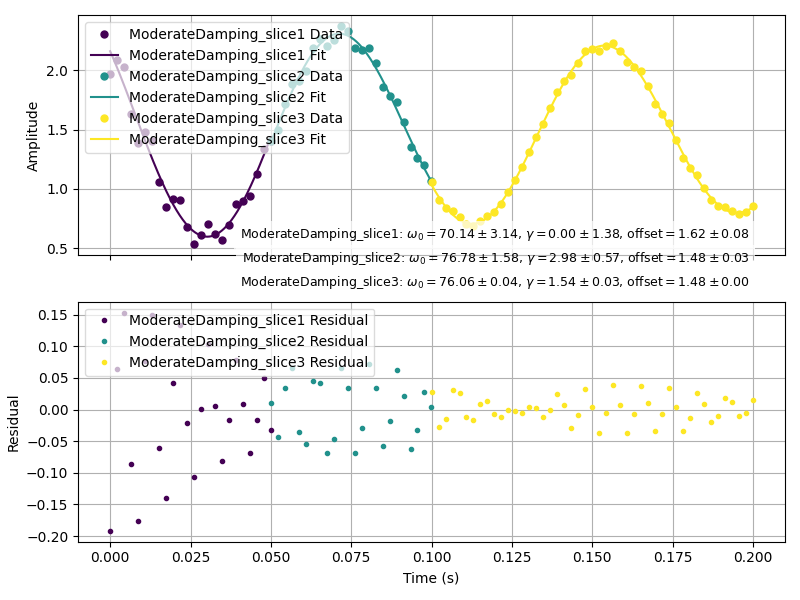 ModerateDamping_slice1 Data
ModerateDamping_slice1 Fit
ModerateDamping_slice2 Data
ModerateDamping_slice2 Fit
ModerateDamping_slice3 Data
ModerateDamping_slice3 Fit
2.0
1.5
1.0
0.5
Amplitude
ModerateDamping_slice1: ω₀ = 70.14 ± 3.14, γ = 0.00 ± 1.38, offset = 1.62 ± 0.08
ModerateDamping_slice2: ω₀ = 76.78 ± 1.58, γ = 2.98 ± 0.57, offset = 1.48 ± 0.03
ModerateDamping_slice3: ω₀ = 76.06 ± 0.04, γ = 1.54 ± 0.03, offset = 1.48 ± 0.00
ModerateDamping_slice1 Residual
ModerateDamping_slice2 Residual
ModerateDamping_slice3 Residual
0.15
0.10
0.05
0.00
−0.05
−0.10
−0.15
−0.20
Residual
0.000 0.025 0.050 0.075 0.100 0.125 0.150 0.175 0.200
Time (s)